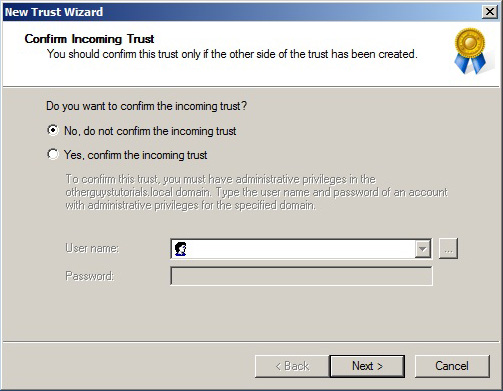 New Trust Wizard
Confirm Incoming Trust
You should confirm this trust only if the other side of the trust has been created.
Do you want to confirm the incoming trust?
No, do not confirm the incoming trust
Yes, confirm the incoming trust
To confirm this trust, you must have administrative privileges in the
otherguystutorials.local domain. Type the user name and password of an account
with administrative privileges for the specified domain.
User name:
...
Password:
< Back
Next >
Cancel